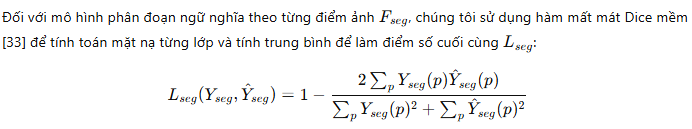 Đối với mô hình phân đoạn ngữ nghĩa theo từng điểm ảnh $F_{seg}$, chúng tôi sử dụng hàm mất mát Dice mềm
[33] để tính toán mặt nạ từng lớp và tính trung bình để làm điểm số cuối cùng $L_{seg}$:
$L_{seg}(Y_{seg}, \hat{Y}_{seg}) = 1 - \frac{2 \sum_p Y_{seg}(p) \hat{Y}_{seg}(p)}{\sum_p Y_{seg}(p)^2 + \sum_p \hat{Y}_{seg}(p)^2}$